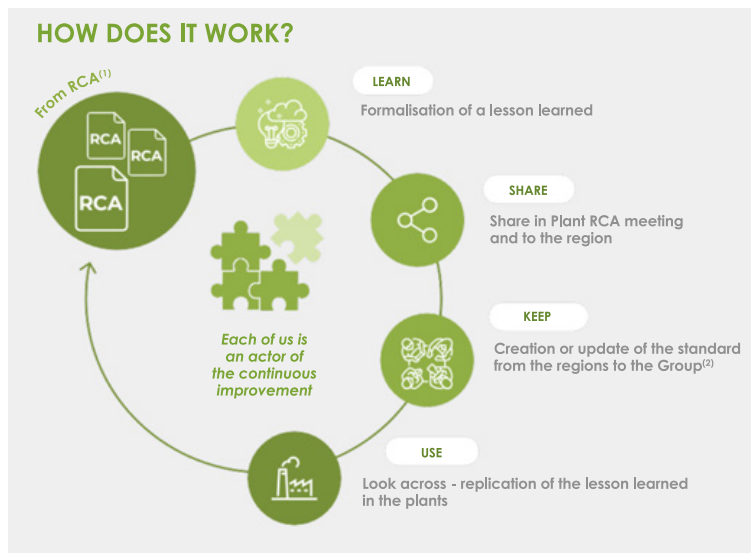 HOW DOES IT WORK?
From RCA(1)
RCA
RCA
RCA
LEARN
Formalisation of a lesson learned
SHARE
Share in Plant RCA meeting
and to the region
KEEP
Creation or update of the standard
from the regions to the Group(2)
USE
Look across - replication of the lesson learned
in the plants
Each of us is
an actor of
the continuous
improvement